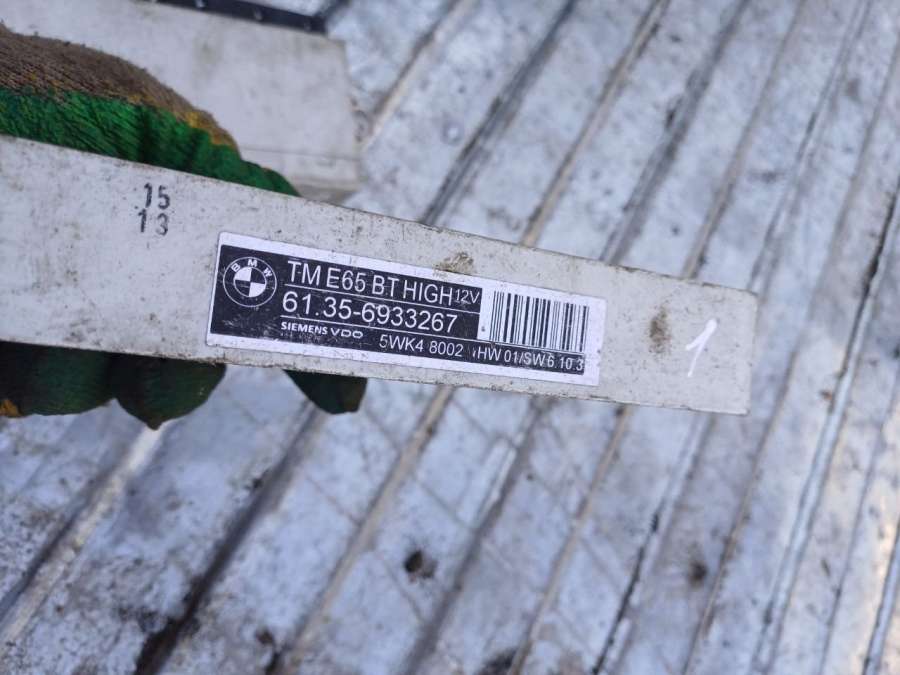 15
13
BMW
TM E65 BT HIGH 12V
61.35-6933267
SIEMENS VDO
5WK4 8002 HW 01/SW 6.10.3
1